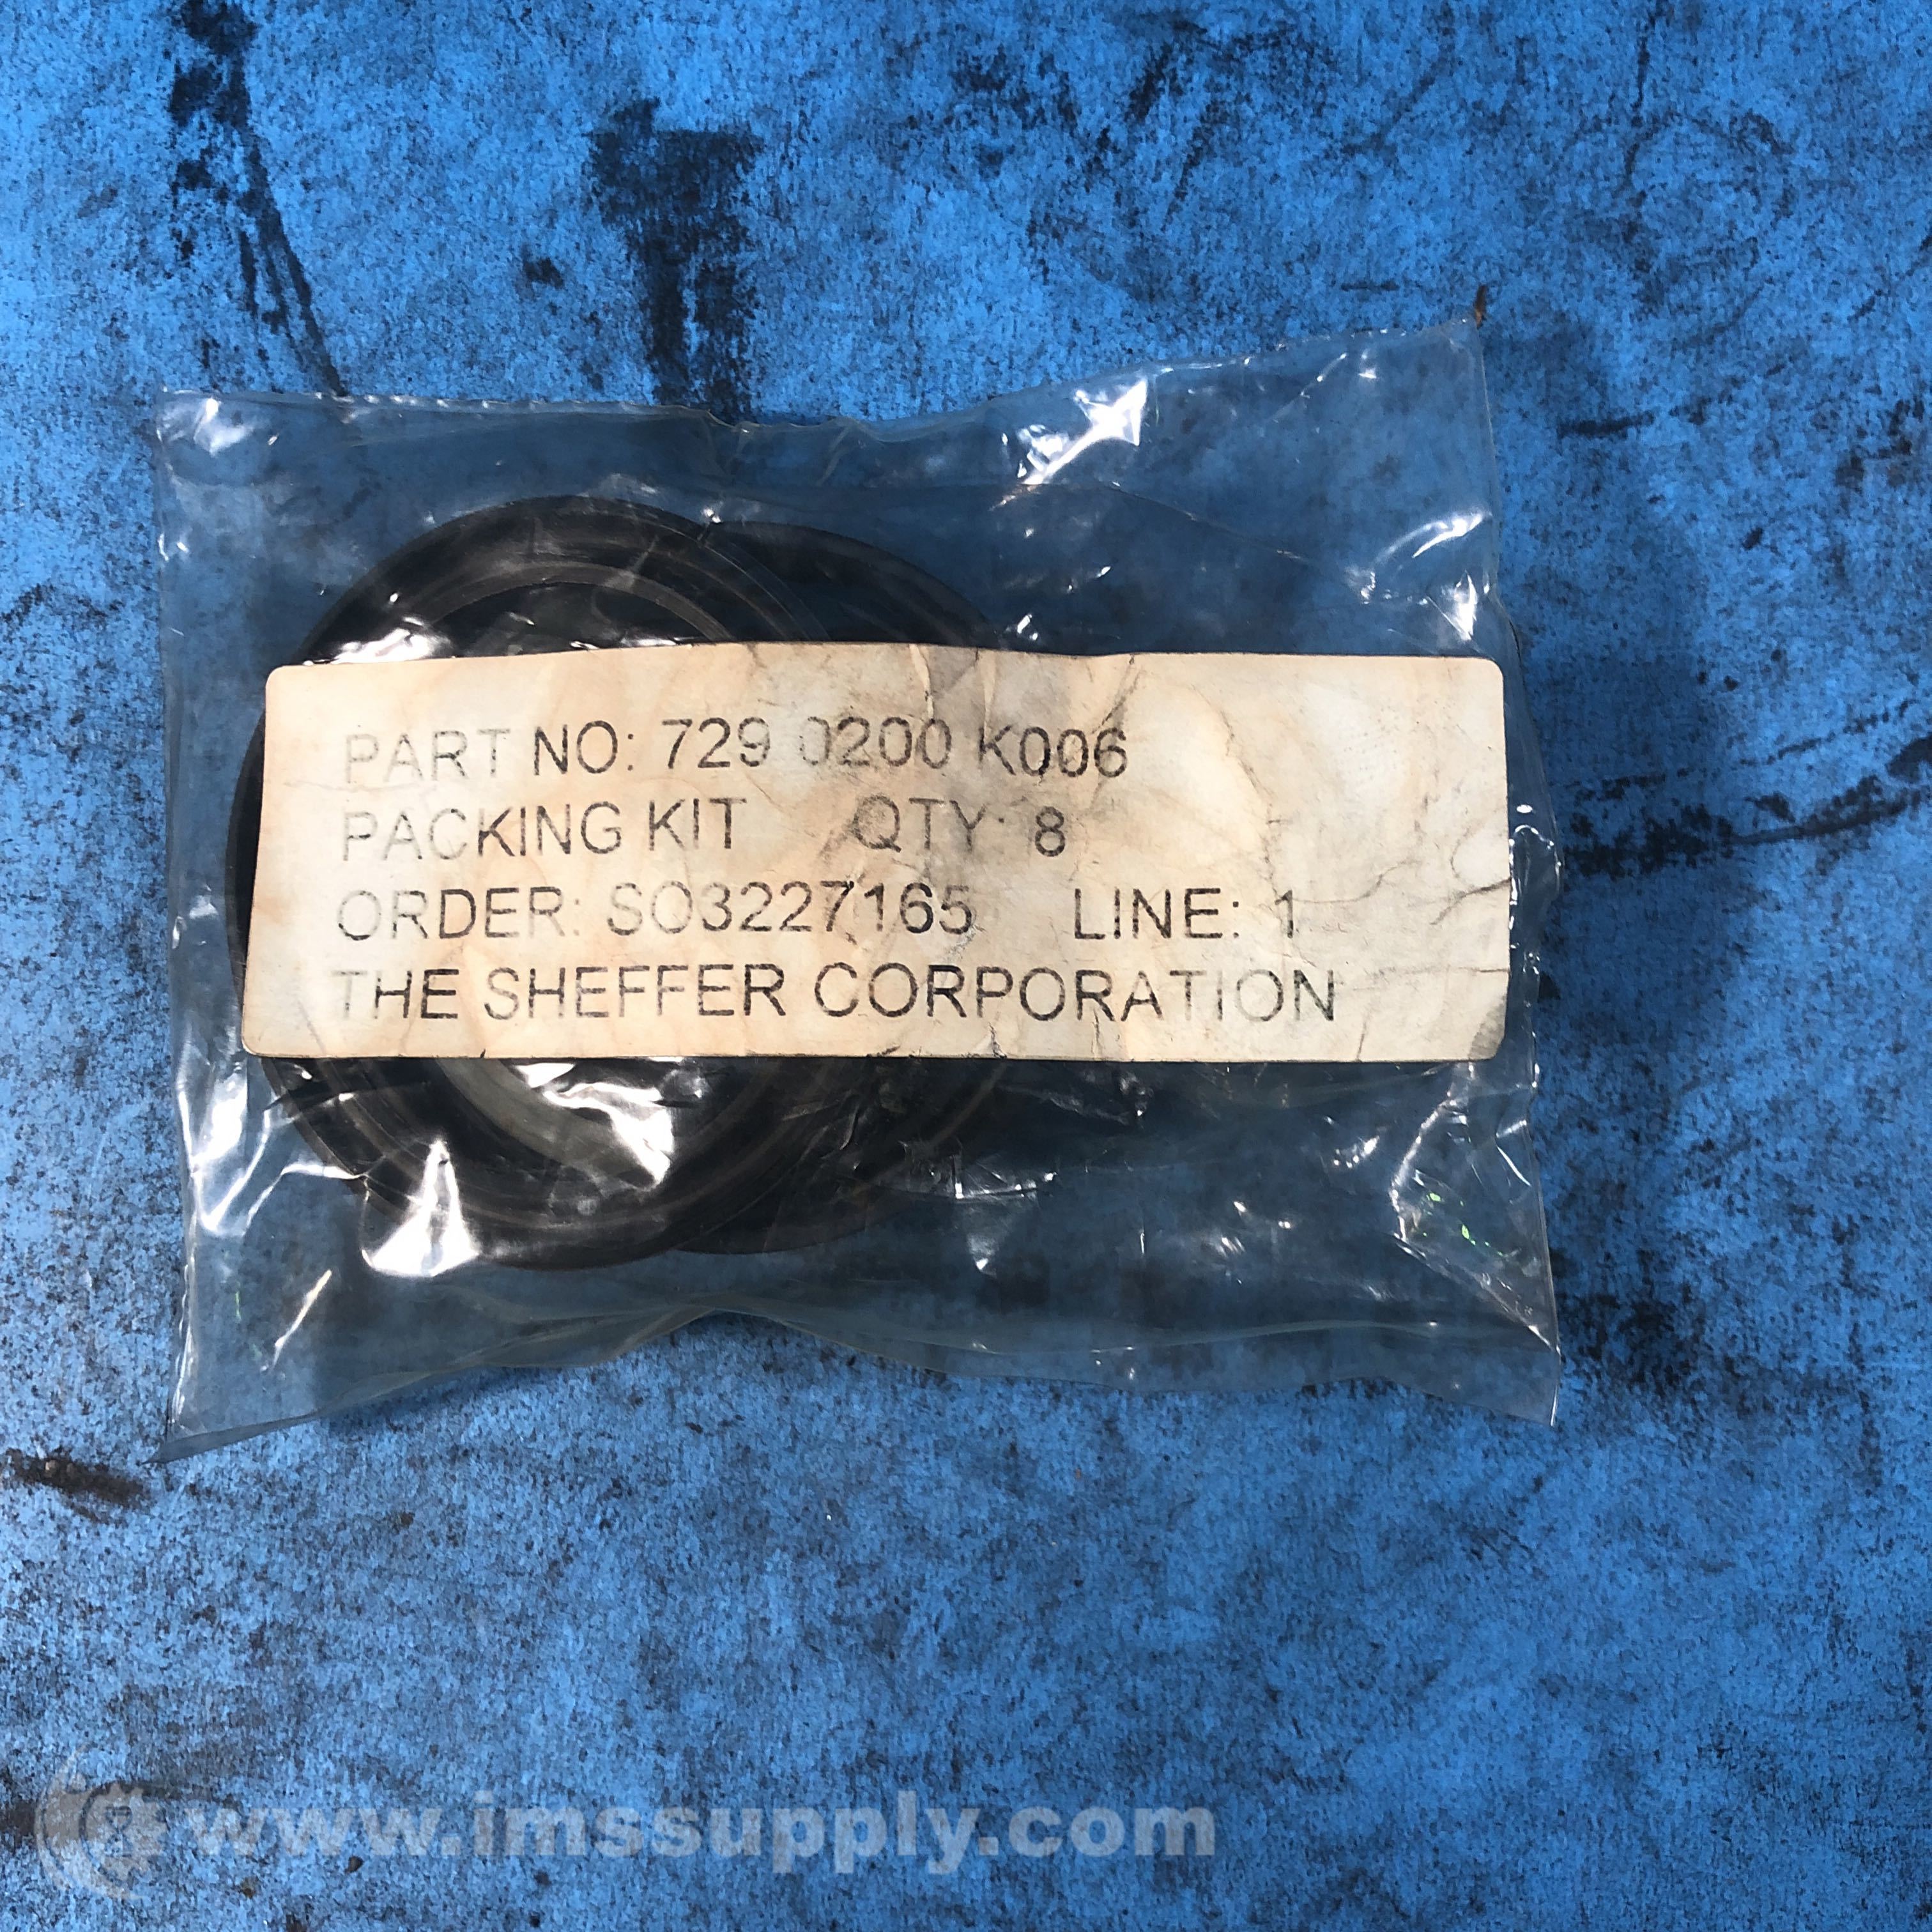 PART NO: 729 0200 K006
PACKING KIT QTY: 8
ORDER: SO3227165 LINE: 1
THE SHEFFER CORPORATION
www.imssupply.com